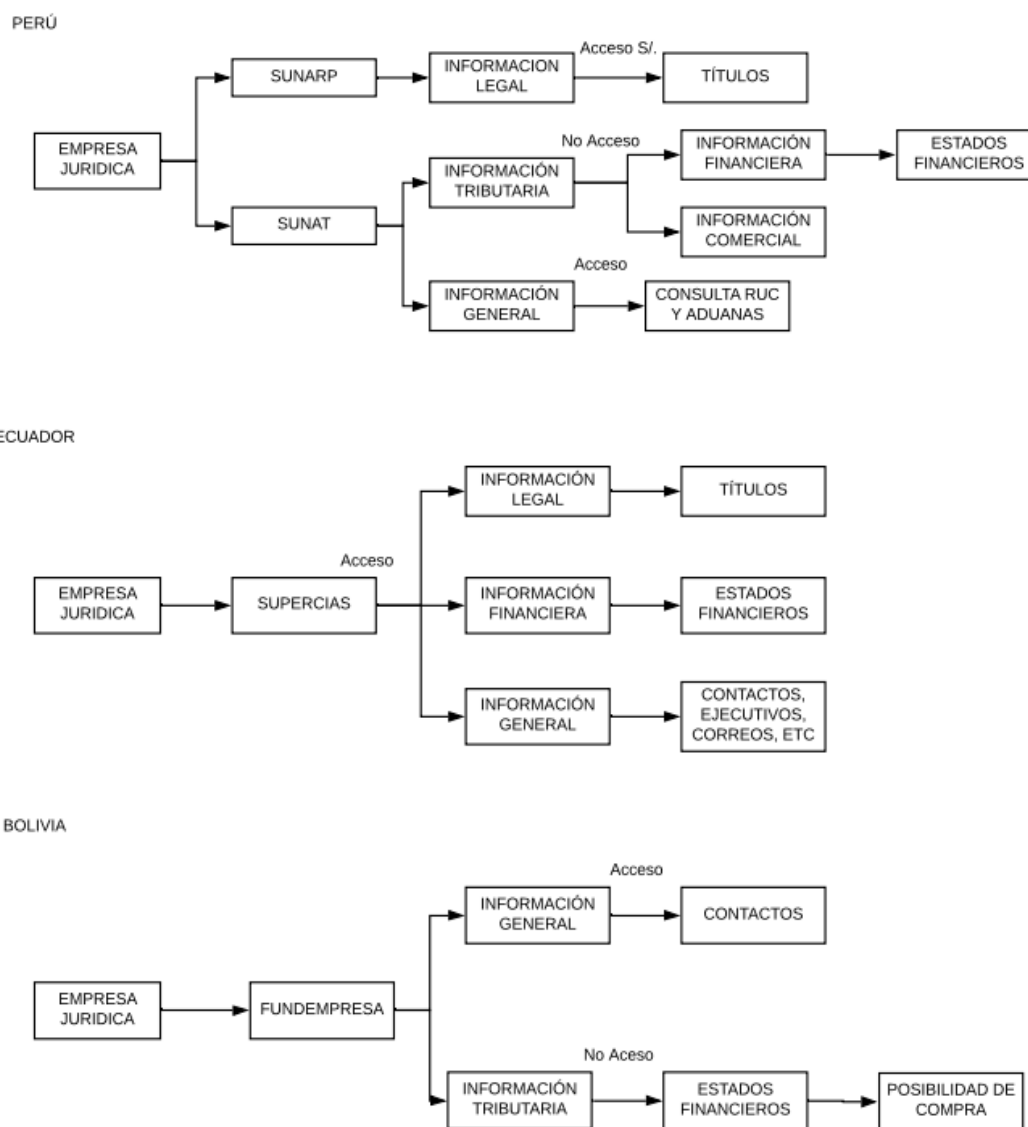 PERÚ
Acceso S/.
SUNARP
INFORMACION
LEGAL
TÍTULOS
EMPRESA
JURIDICA
No Acceso
INFORMACIÓN
TRIBUTARIA
INFORMACIÓN
FINANCIERA
ESTADOS
FINANCIEROS
SUNAT
INFORMACIÓN
COMERCIAL
Acceso
INFORMACIÓN
GENERAL
CONSULTA RUC
Y ADUANAS
ECUADOR
INFORMACIÓN
LEGAL
TÍTULOS
Acceso
EMPRESA
JURIDICA
SUPERCIAS
INFORMACIÓN
FINANCIERA
ESTADOS
FINANCIEROS
INFORMACIÓN
GENERAL
CONTACTOS,
EJECUTIVOS,
CORREOS, ETC
BOLIVIA
Acceso
INFORMACIÓN
GENERAL
CONTACTOS
EMPRESA
JURIDICA
FUNDEMPRESA
No Aceso
INFORMACIÓN
TRIBUTARIA
ESTADOS
FINANCIEROS
POSIBILIDAD DE
COMPRA